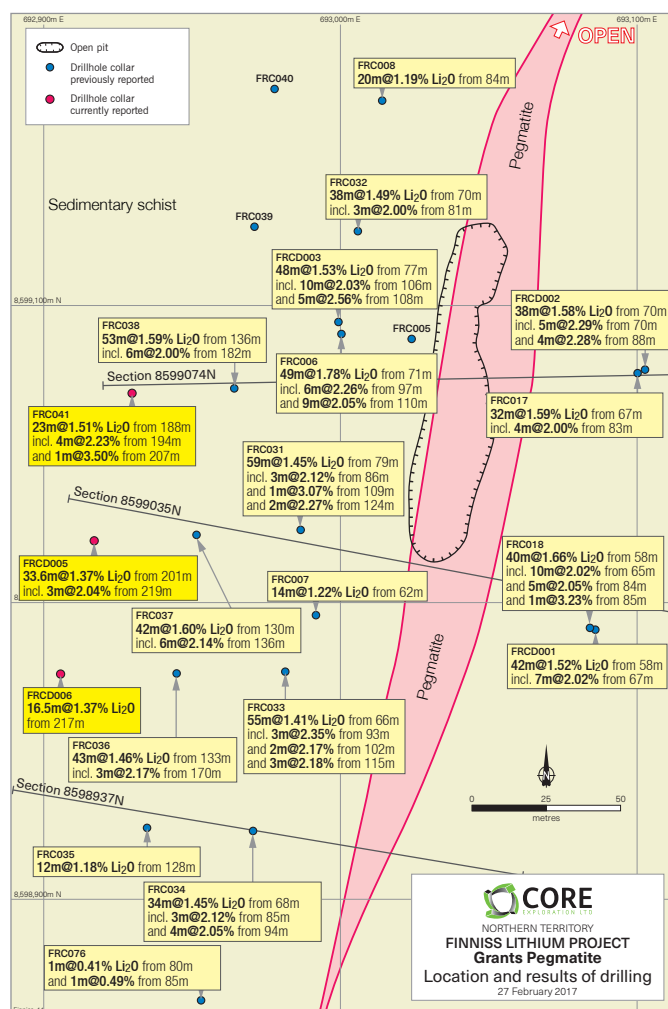 692,900m E
693,000m E
693,100m E
Open pit
Drillhole collar
previously reported
Drillhole collar
currently reported
FRC040
FRC008
20m@1.19% Li2O from 84m
OPEN
Pegmatite
Sedimentary schist
FRC032
38m@1.49% Li2O from 70m
incl. 3m@2.00% from 81m
FRC039
FRCD003
48m@1.53% Li2O from 77m
incl. 10m@2.03% from 106m
and 5m@2.56% from 108m
8,599,100m N
FRCD002
38m@1.58% Li2O from 70m
incl. 5m@2.29% from 70m
and 4m@2.28% from 88m
FRC038
53m@1.59% Li2O from 136m
incl. 6m@2.00% from 182m
FRC005
FRC006
49m@1.78% Li2O from 71m
incl. 6m@2.26% from 97m
and 9m@2.05% from 110m
Section 8599074N
FRC017
32m@1.59% Li2O from 67m
incl. 4m@2.00% from 83m
FRC041
23m@1.51% Li2O from 188m
incl. 4m@2.23% from 194m
and 1m@3.50% from 207m
FRC031
59m@1.45% Li2O from 79m
incl. 3m@2.12% from 86m
and 1m@3.07% from 109m
and 2m@2.27% from 124m
Section 8599035N
FRCD005
33.6m@1.37% Li2O from 201m
incl. 3m@2.04% from 219m
FRC018
40m@1.66% Li2O from 58m
incl. 10m@2.02% from 65m
and 5m@2.05% from 84m
and 1m@3.23% from 85m
FRC007
14m@1.22% Li2O from 62m
FRC037
42m@1.60% Li2O from 130m
incl. 6m@2.14% from 136m
FRCD001
42m@1.52% Li2O from 58m
incl. 7m@2.02% from 67m
Pegmatite
FRCD006
16.5m@1.37% Li2O
from 217m
FRC033
55m@1.41% Li2O from 66m
incl. 3m@2.35% from 93m
and 2m@2.17% from 102m
and 3m@2.18% from 115m
FRC036
43m@1.46% Li2O from 133m
incl. 3m@2.17% from 170m
Section 8598937N
0 25 50
metres
FRC035
12m@1.18% Li2O from 128m
FRC034
34m@1.45% Li2O from 68m
incl. 3m@2.12% from 85m
and 4m@2.05% from 94m
8,598,900m N
FRC076
1m@0.41% Li2O from 80m
and 1m@0.49% from 85m
CORE
EXPLORATION LTD
NORTHERN TERRITORY
FINNISS LITHIUM PROJECT
Grants Pegmatite
Location and results of drilling
27 February 2017